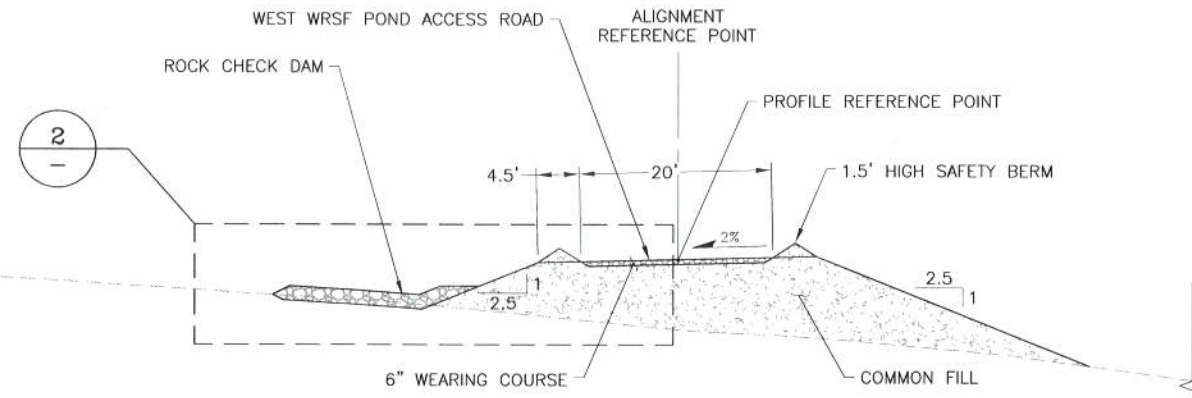 WEST WRSF POND ACCESS ROAD
ALIGNMENT
REFERENCE POINT
ROCK CHECK DAM
PROFILE REFERENCE POINT
2
–
4.5'
20'
1.5' HIGH SAFETY BERM
2%
1
2.5
2.5
1
6" WEARING COURSE
COMMON FILL